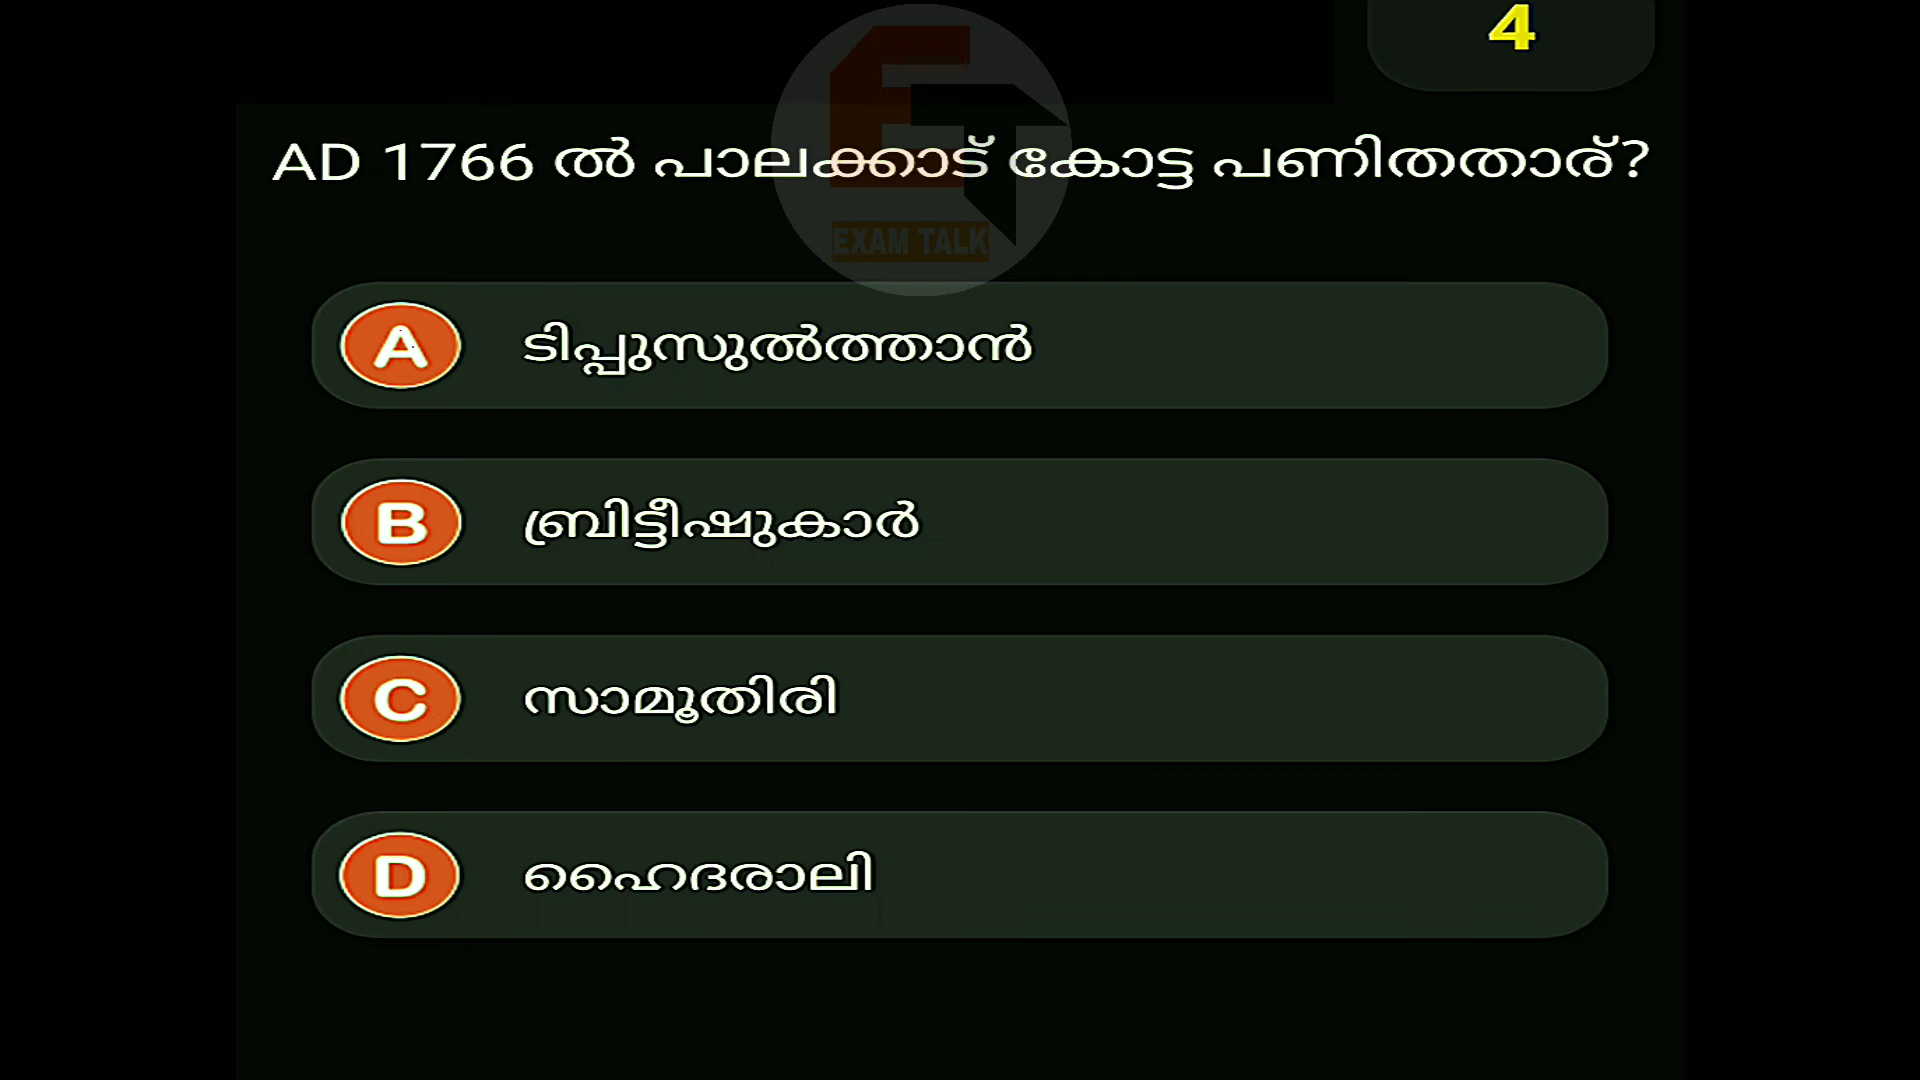 4
AD 1766 ൽ പാലക്കാട് കോട്ട പണിതതാര്?
EXAM TALK
A ടിപ്പുസുൽത്താൻ
B ബ്രിട്ടീഷുകാർ
C സാമൂതിരി
D ഹൈദരാലി